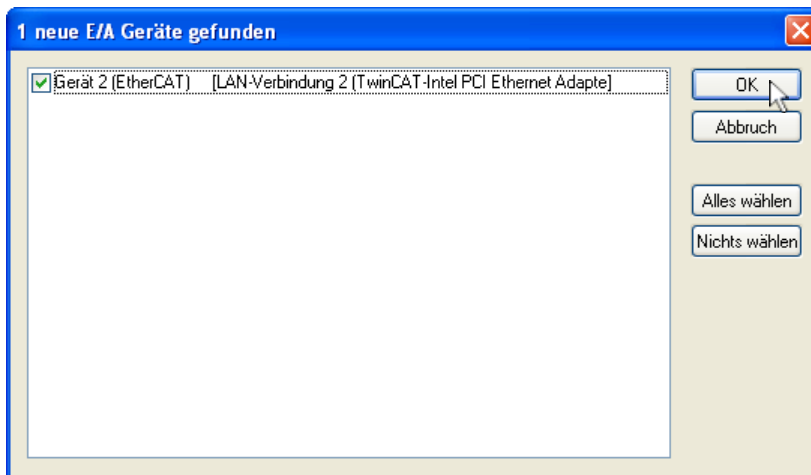 1 neue E/A Geräte gefunden
Gerät 2 (EtherCAT) [LAN-Verbindung 2 (TwinCAT-Intel PCI Ethernet Adapte]
OK
Abbruch
Alles wählen
Nichts wählen